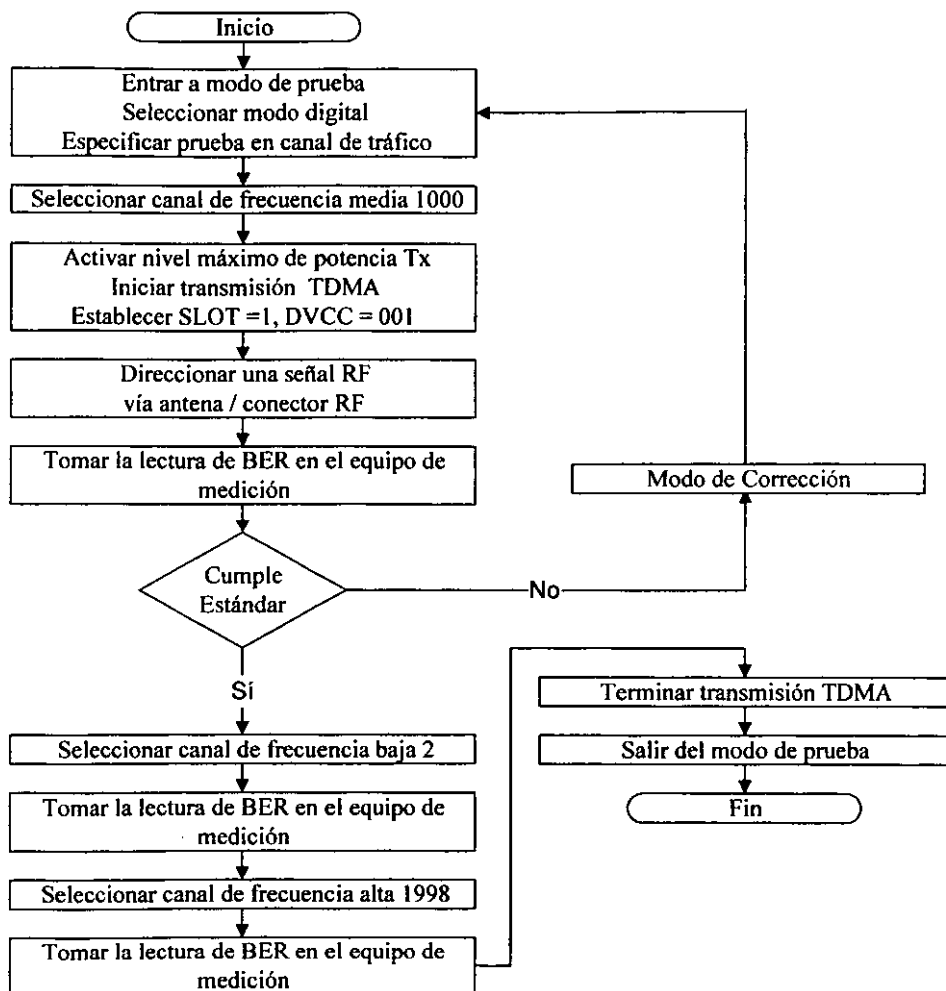 Inicio
Entrar a modo de prueba
Seleccionar modo digital
Especificar prueba en canal de tráfico
Seleccionar canal de frecuencia media 1000
Activar nivel máximo de potencia Tx
Iniciar transmisión TDMA
Establecer SLOT =1, DVCC = 001
Direccionar una señal RF
vía antena / conector RF
Tomar la lectura de BER en el equipo de
medición
Modo de Corrección
Cumple
Estándar
No
Sí
Seleccionar canal de frecuencia baja 2
Tomar la lectura de BER en el equipo de
medición
Seleccionar canal de frecuencia alta 1998
Tomar la lectura de BER en el equipo de
medición
Terminar transmisión TDMA
Salir del modo de prueba
Fin